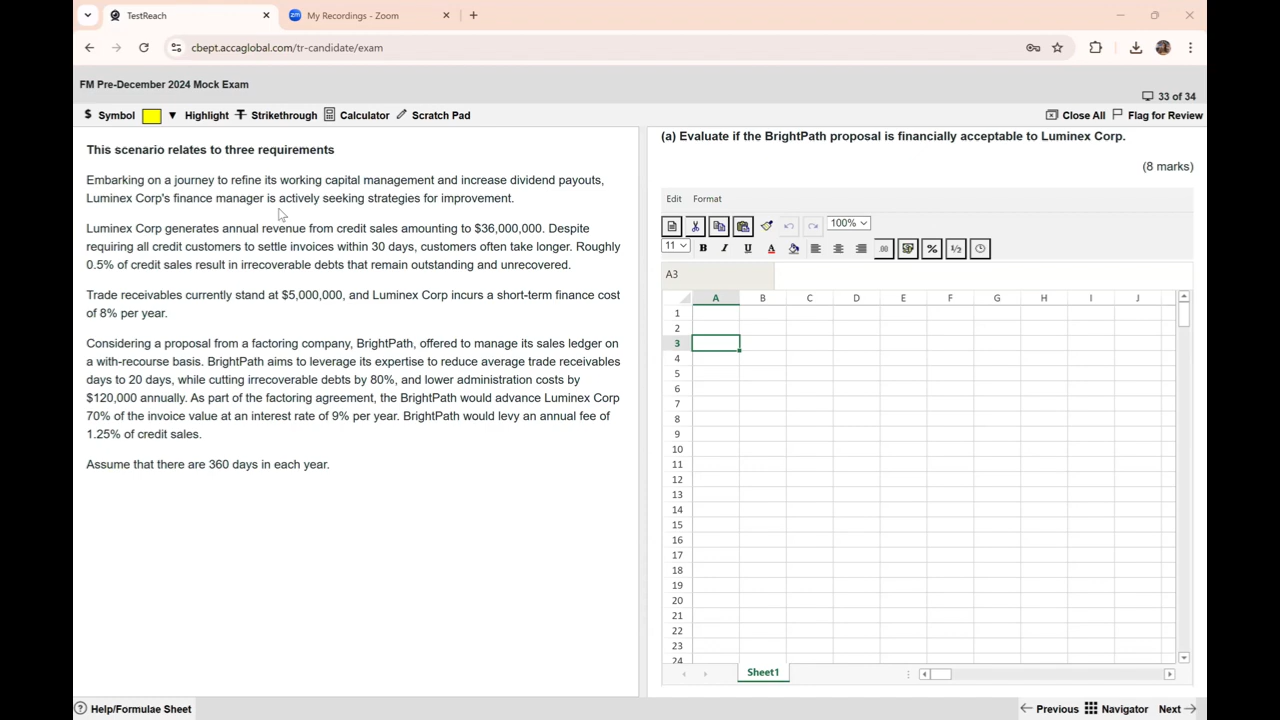 TestReach
zm My Recordings - Zoom
cbept.accaglobal.com/tr-candidate/exam
FM Pre-December 2024 Mock Exam
33 of 34
$ Symbol Highlight Strikethrough Calculator Scratch Pad
Close All Flag for Review
This scenario relates to three requirements
Embarking on a journey to refine its working capital management and increase dividend payouts,
Luminex Corp's finance manager is actively seeking strategies for improvement.
Luminex Corp generates annual revenue from credit sales amounting to $36,000,000. Despite
requiring all credit customers to settle invoices within 30 days, customers often take longer. Roughly
0.5% of credit sales result in irrecoverable debts that remain outstanding and unrecovered.
Trade receivables currently stand at $5,000,000, and Luminex Corp incurs a short-term finance cost
of 8% per year.
Considering a proposal from a factoring company, BrightPath, offered to manage its sales ledger on
a with-recourse basis. BrightPath aims to leverage its expertise to reduce average trade receivables
days to 20 days, while cutting irrecoverable debts by 80%, and lower administration costs by
$120,000 annually. As part of the factoring agreement, the BrightPath would advance Luminex Corp
70% of the invoice value at an interest rate of 9% per year. BrightPath would levy an annual fee of
1.25% of credit sales.
Assume that there are 360 days in each year.
(a) Evaluate if the BrightPath proposal is financially acceptable to Luminex Corp.
(8 marks)
Edit Format
100%
11 B I U A .00 % 1/2
A3
A B C D E F G H I J
1
2
3
4
5
6
7
8
9
10
11
12
13
14
15
16
17
18
19
20
21
22
23
24
Sheet1
? Help/Formulae Sheet
Previous Navigator Next